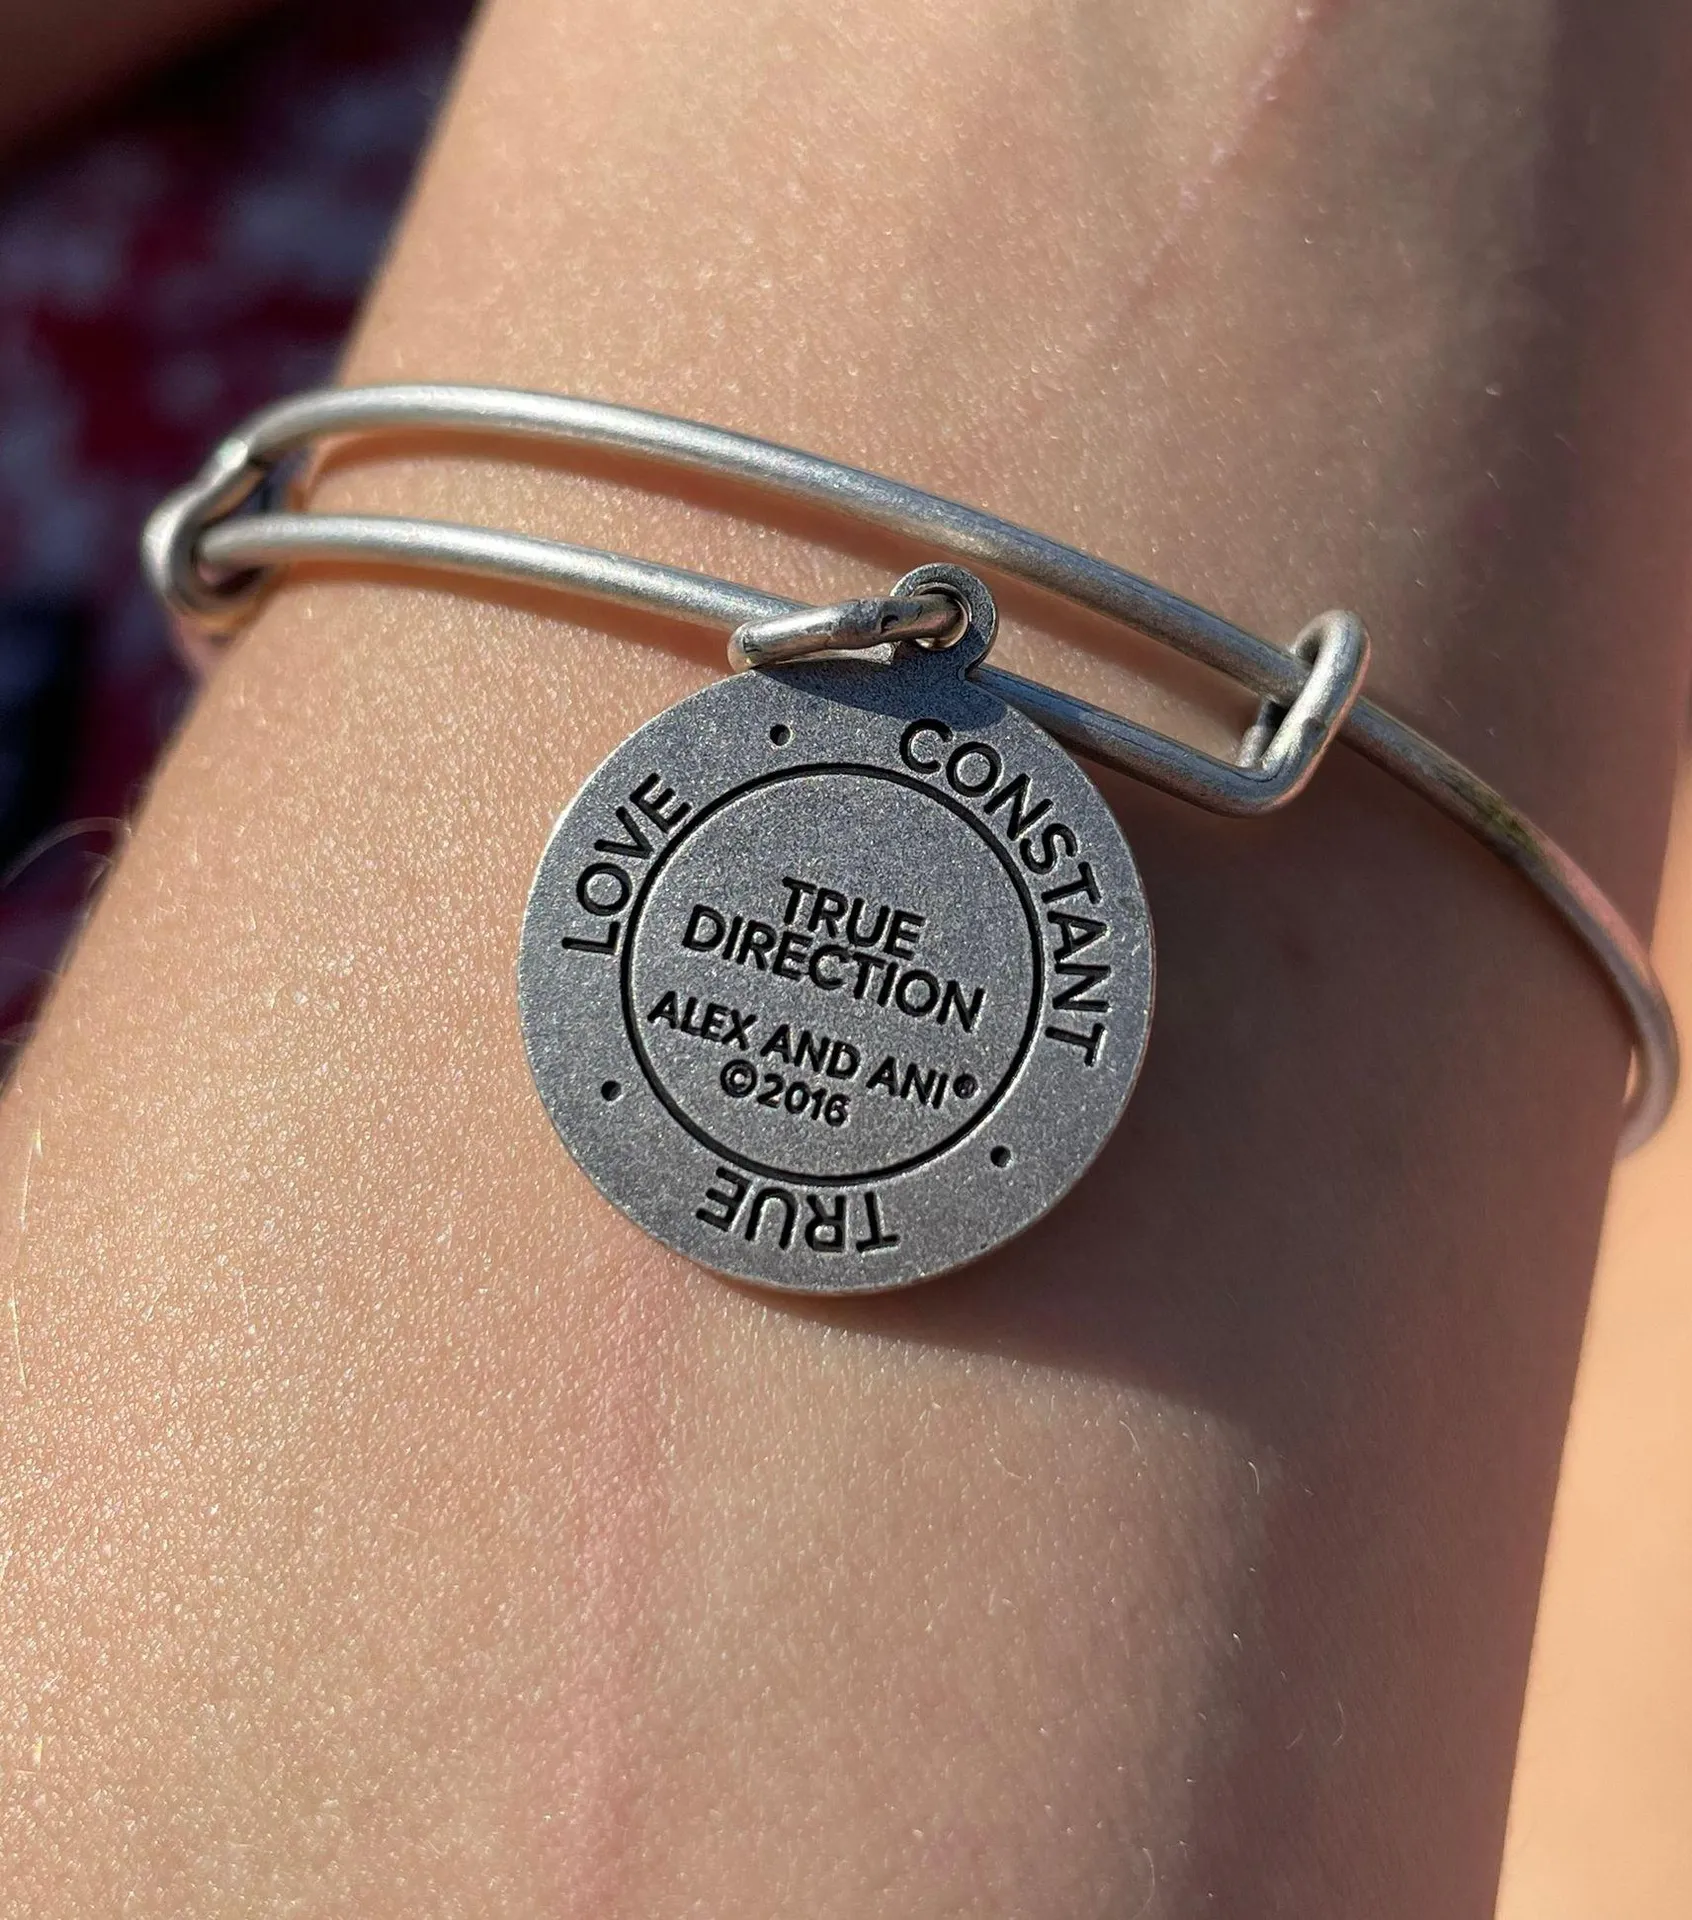 LOVE • CONSTANT • TRUE •
TRUE
DIRECTION
ALEX AND ANI®
©2016